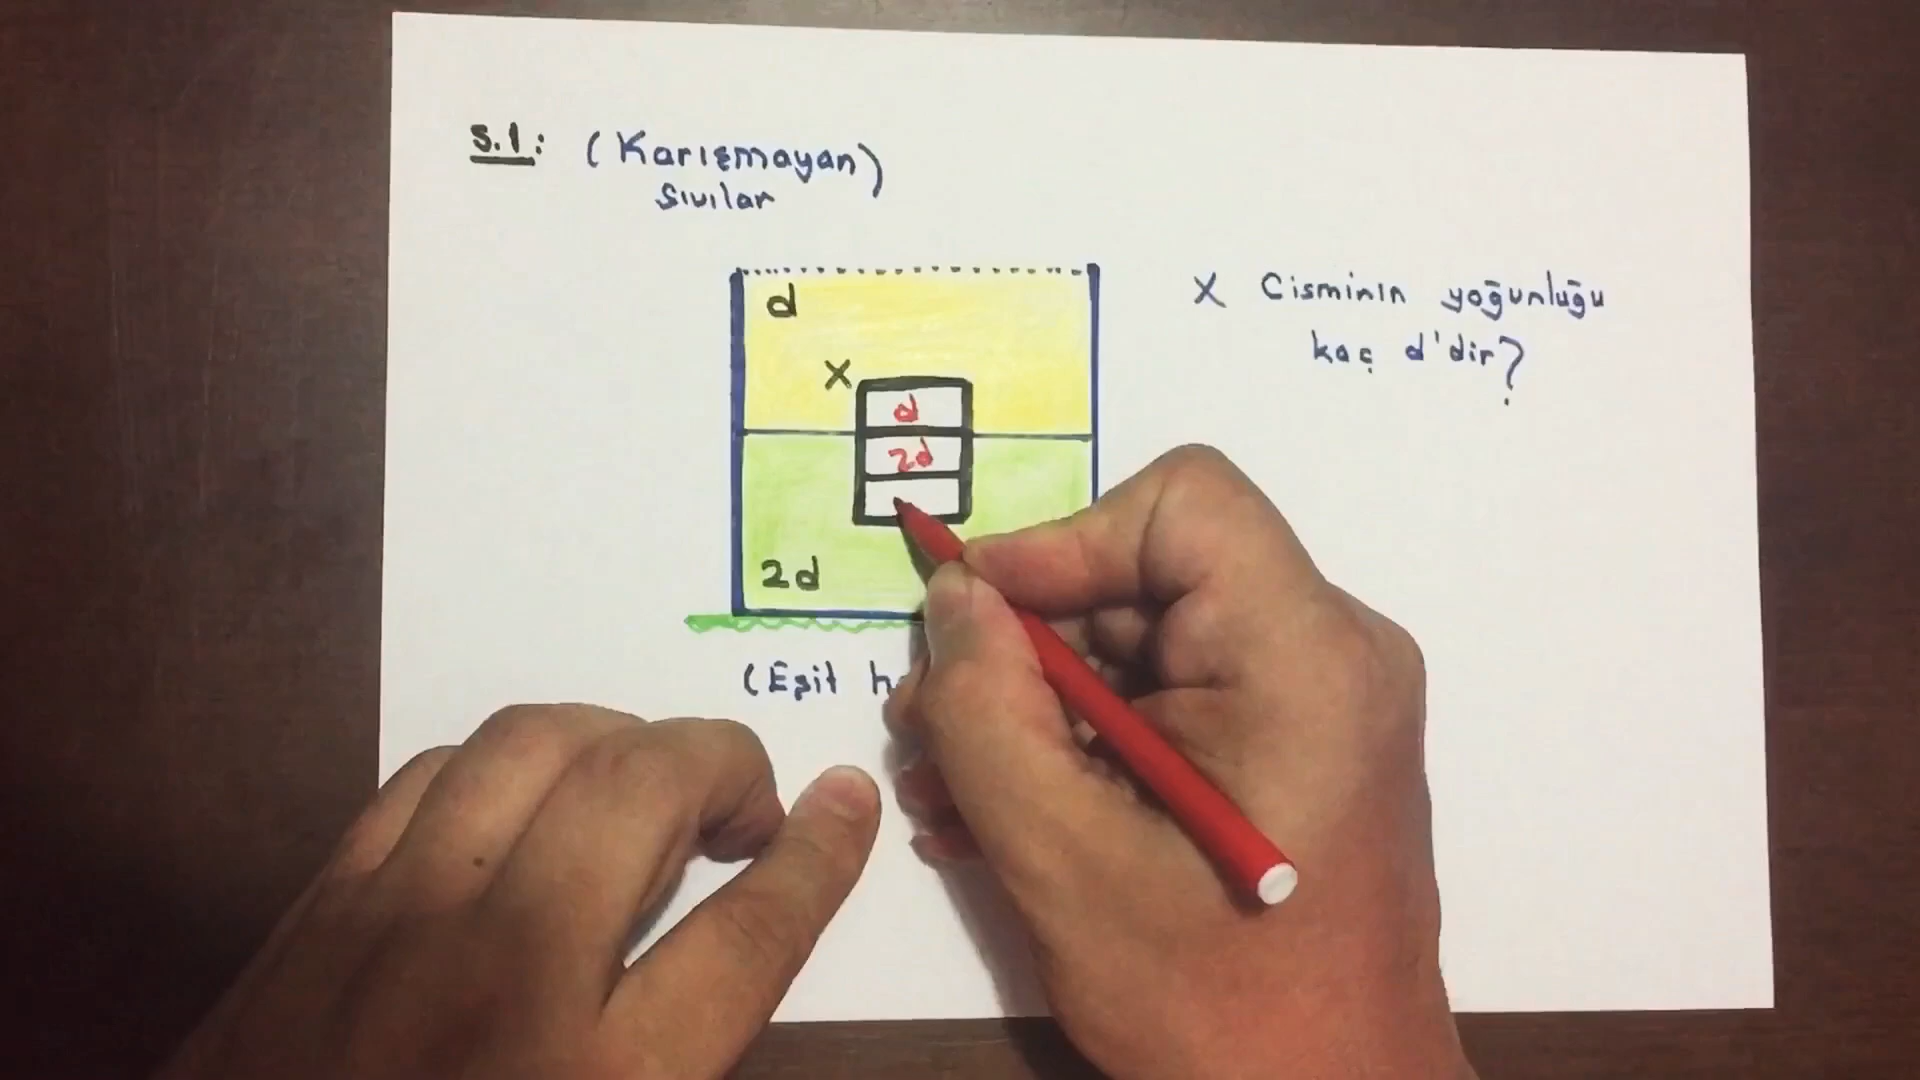 S.1: (Karışmayan)
Sıvılar
X Cisminin yoğunluğu
kaç d'dir?
d
X
d
2d
2d
(Eşit